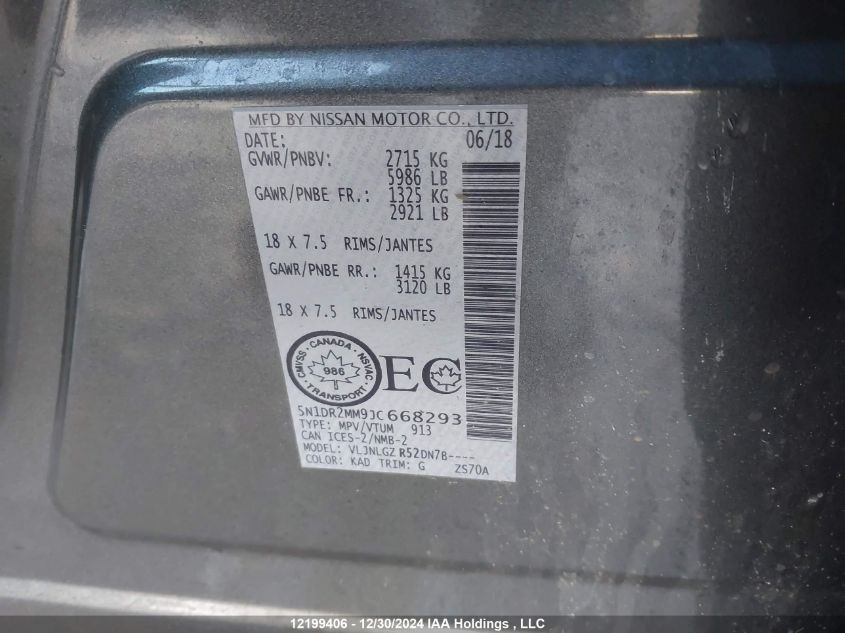 MFD BY NISSAN MOTOR CO., LTD.
DATE: 06/18
GVWR/PNBV: 2715 KG
5986 LB
GAWR/PNBE FR.: 1325 KG
2921 LB
18 X 7.5 RIMS/JANTES
GAWR/PNBE RR.: 1415 KG
3120 LB
18 X 7.5 RIMS/JANTES
CMVSS · CANADA · NSVAC
986
· TRANSPORT ·
EC
5N1DR2MM9JC668293
TYPE: MPV/VTUM 913
CAN ICES-2/NMB-2
MODEL: VLJNLGZ R52DN7B----
COLOR: KAD TRIM: G ZS70A
12199406 - 12/30/2024 IAA Holdings , LLC